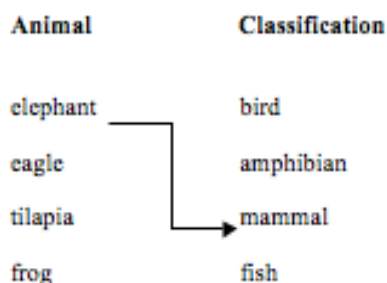 Animal Classification
elephant bird
eagle amphibian
tilapia mammal
frog fish